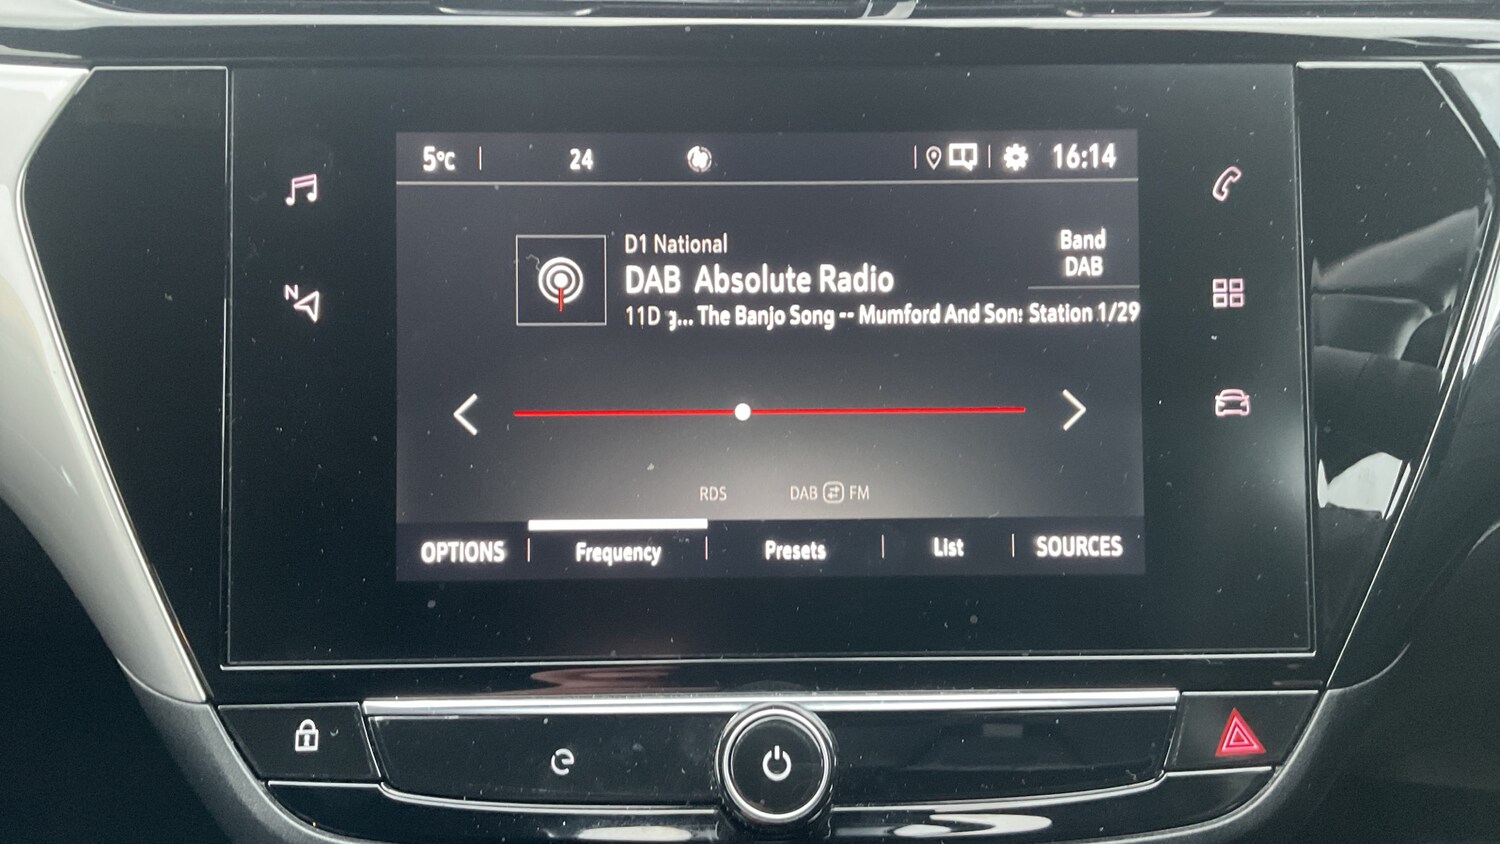 5°C 24 16:14
N
D1 National
DAB Absolute Radio
11D g... The Banjo Song -- Mumford And Son: Station 1/29
Band
DAB
RDS DAB FM
OPTIONS Frequency Presets List SOURCES